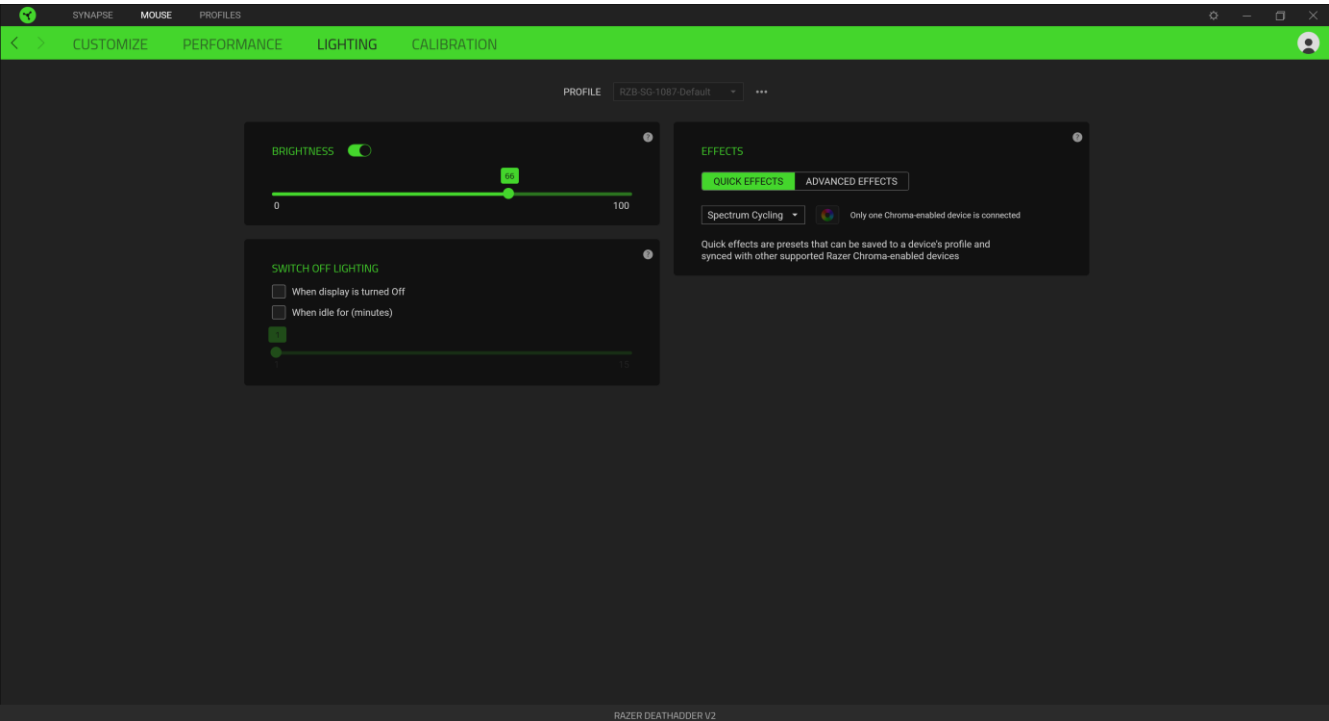 SYNAPSE MOUSE PROFILES
CUSTOMIZE PERFORMANCE LIGHTING CALIBRATION
PROFILE RZB-SG-1087-Default
BRIGHTNESS
66
0 100
SWITCH OFF LIGHTING
When display is turned Off
When idle for (minutes)
1
1 15
EFFECTS
QUICK EFFECTS ADVANCED EFFECTS
Spectrum Cycling Only one Chroma-enabled device is connected
Quick effects are presets that can be saved to a device's profile and
synced with other supported Razer Chroma-enabled devices
RAZER DEATHADDER V2